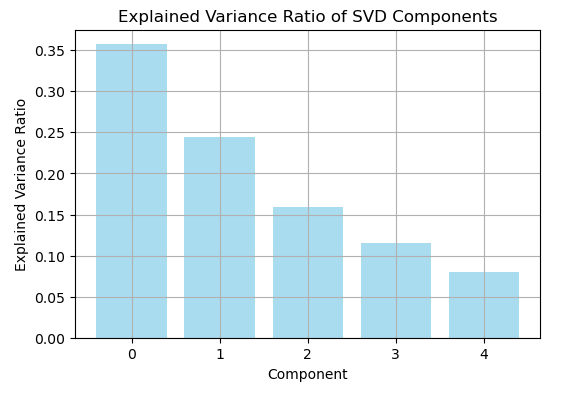 Explained Variance Ratio of SVD Components
Explained Variance Ratio
0.35
0.30
0.25
0.20
0.15
0.10
0.05
0.00
0 1 2 3 4
Component